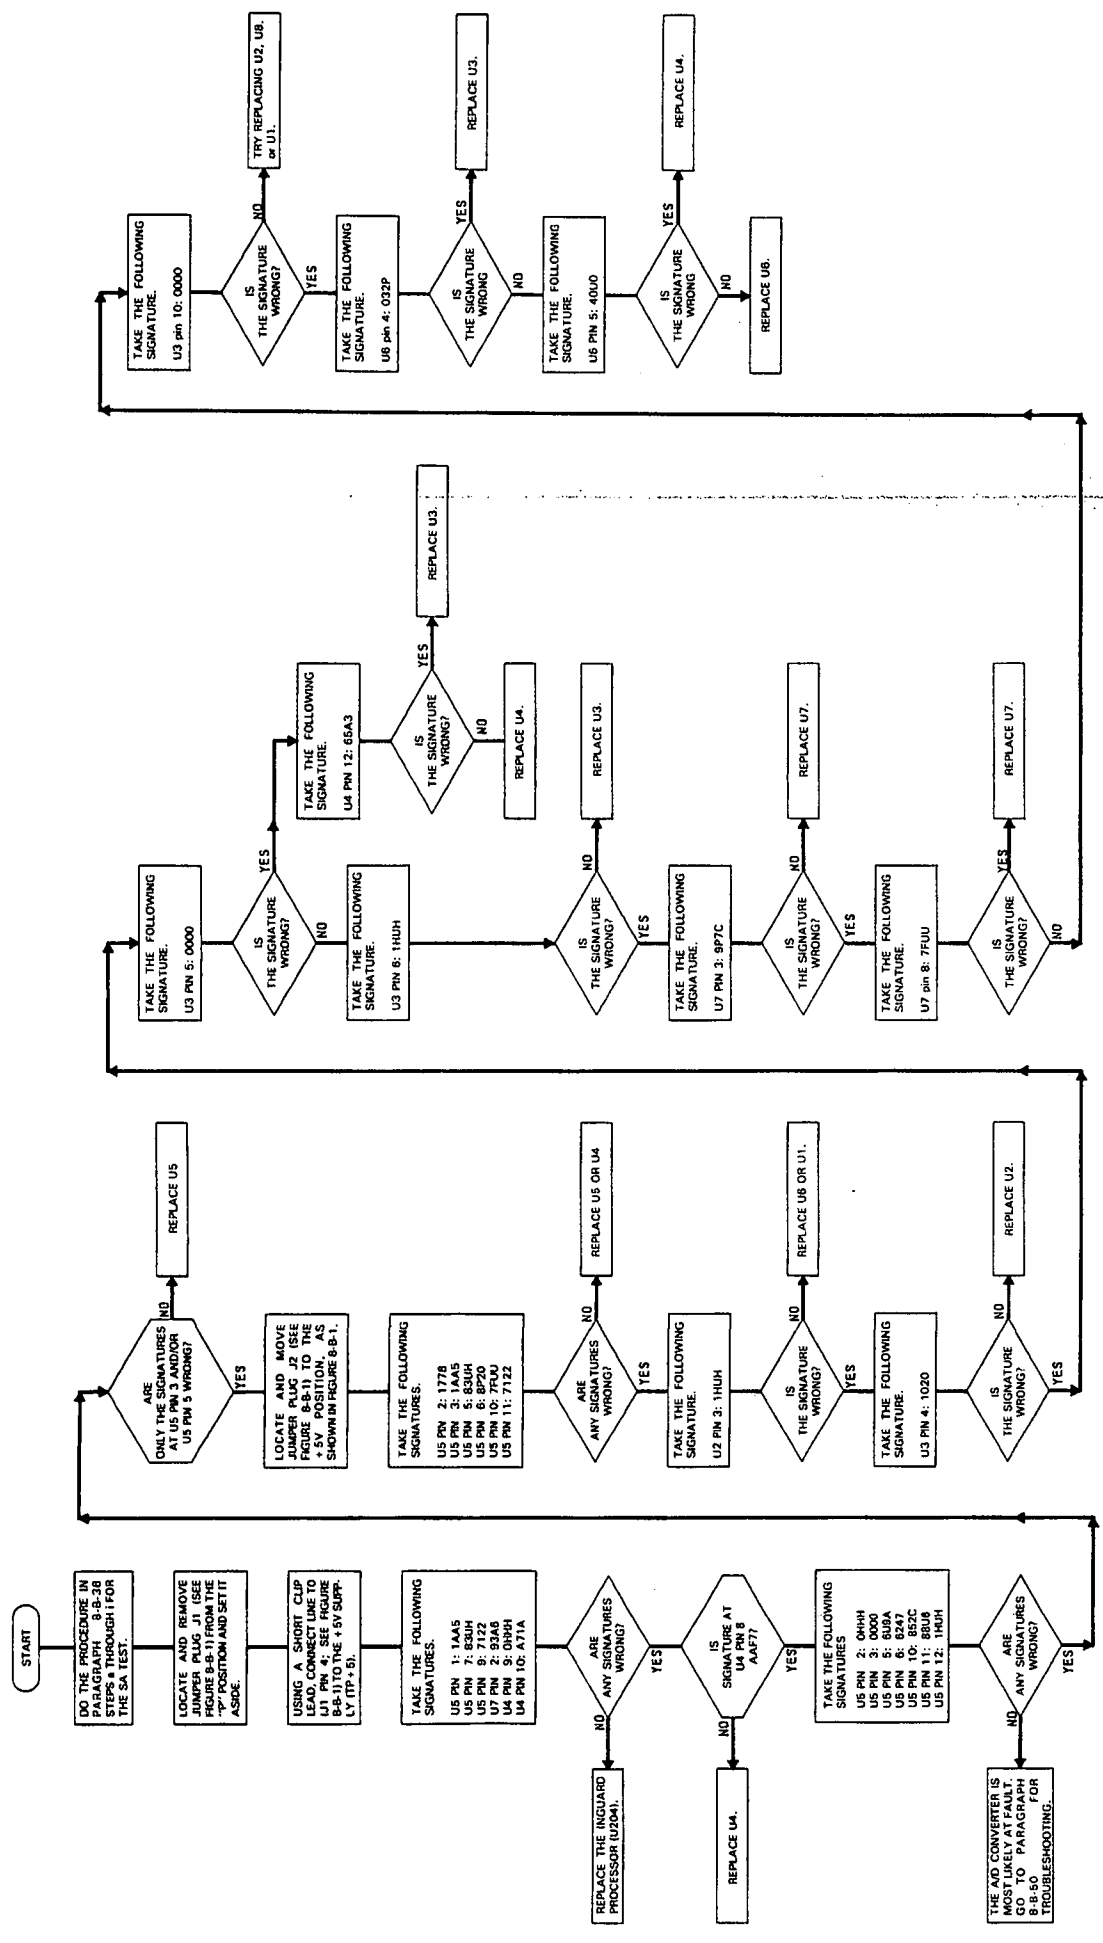 START
DO THE PROCEDURE IN
PARAGRAPH 8-B-38
STEPS a THROUGH i FOR
THE SA TEST.
LOCATE AND REMOVE
JUMPER PLUG J1 (SEE
FIGURE 8-B-1) FROM THE
"P" POSITION AND SET IT
ASIDE.
USING A SHORT CLIP
LEAD, CONNECT LINE TO
(J1 PIN 4; SEE FIGURE
8-B-1) TO THE +5V SUPP-
LY (TP+5).
TAKE THE FOLLOWING
SIGNATURES.
U5 PIN 1: 1AA5
U5 PIN 7: 83UH
U5 PIN 9: 7122
U7 PIN 2: 93A6
U4 PIN 9: 0HHH
U4 PIN 10: A71A
ARE
ANY SIGNATURES
WRONG?
NO
REPLACE THE INGUARD
PROCESSOR (U204).
YES
IS
SIGNATURE AT
U4 PIN 8
AAF7?
NO
REPLACE U4.
YES
TAKE THE FOLLOWING
SIGNATURES
U5 PIN 2: 0HHH
U5 PIN 3: 0000
U5 PIN 5: 6U9A
U5 PIN 6: 6247
U5 PIN 10: 852C
U5 PIN 11: 88U6
U5 PIN 12: 1HUH
ARE
ANY SIGNATURES
WRONG?
NO
THE A/D CONVERTER IS
MOST LIKELY AT FAULT.
GO TO PARAGRAPH
8-B-50 FOR
TROUBLESHOOTING.
YES
ARE
ONLY THE SIGNATURES
AT U5 PIN 3 AND/OR
U5 PIN 5 WRONG?
NO
REPLACE U5
YES
LOCATE AND MOVE
JUMPER PLUG J2 (SEE
FIGURE 8-B-1) TO THE
+5V POSITION, AS
SHOWN IN FIGURE 8-B-1.
TAKE THE FOLLOWING
SIGNATURES.
U5 PIN 2: 1778
U5 PIN 3: 1AA5
U5 PIN 5: 83UH
U5 PIN 6: 8P20
U5 PIN 10: 7FUU
U5 PIN 11: 7122
ARE
ANY SIGNATURES
WRONG?
NO
REPLACE U5 OR U4
YES
TAKE THE FOLLOWING
SIGNATURE.
U2 PIN 3: 1HUH
IS
THE SIGNATURE
WRONG?
NO
REPLACE U6 OR U1.
YES
TAKE THE FOLLOWING
SIGNATURE.
U3 PIN 4: 1020
IS
THE SIGNATURE
WRONG?
NO
REPLACE U2.
YES
TAKE THE FOLLOWING
SIGNATURE.
U3 PIN 5: 0000
IS
THE SIGNATURE
WRONG?
YES
TAKE THE FOLLOWING
SIGNATURE.
U4 PIN 12: 65A3
IS
THE SIGNATURE
WRONG?
YES
REPLACE U3.
NO
REPLACE U4.
NO
TAKE THE FOLLOWING
SIGNATURE.
U3 PIN 6: 1HUH
IS
THE SIGNATURE
WRONG?
NO
REPLACE U3.
YES
TAKE THE FOLLOWING
SIGNATURE.
U7 PIN 3: 9P7C
IS
THE SIGNATURE
WRONG?
NO
REPLACE U7.
YES
TAKE THE FOLLOWING
SIGNATURE.
U7 pin 8: 7FUU
IS
THE SIGNATURE
WRONG?
YES
REPLACE U7.
NO
TAKE THE FOLLOWING
SIGNATURE.
U3 pin 10: 0000
IS
THE SIGNATURE
WRONG?
NO
TRY REPLACING U2, U8,
or U1.
YES
TAKE THE FOLLOWING
SIGNATURE.
U6 pin 4: 032P
IS
THE SIGNATURE
WRONG
YES
REPLACE U3.
NO
TAKE THE FOLLOWING
SIGNATURE.
U6 PIN 5: 40U0
IS
THE SIGNATURE
WRONG
YES
REPLACE U4.
NO
REPLACE U6.